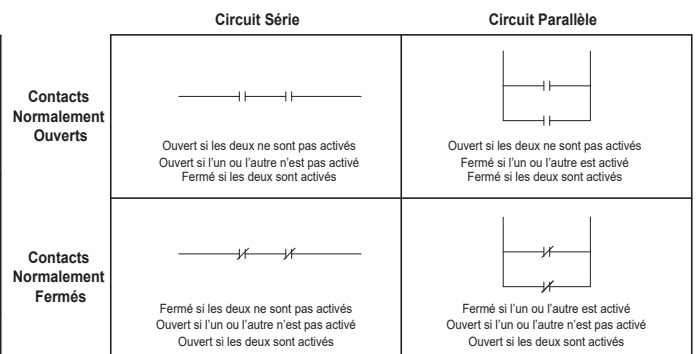 Circuit Série
Circuit Parallèle
Contacts
Normalement
Ouverts
Ouvert si les deux ne sont pas activés
Ouvert si l'un ou l'autre n'est pas activé
Fermé si les deux sont activés
Ouvert si les deux ne sont pas activés
Fermé si l'un ou l'autre est activé
Fermé si les deux sont activés
Contacts
Normalement
Fermés
Fermé si les deux ne sont pas activés
Ouvert si l'un ou l'autre n'est pas activé
Ouvert si les deux sont activés
Fermé si l'un ou l'autre est activé
Ouvert si l'un ou l'autre n'est pas activé
Ouvert si les deux sont activés